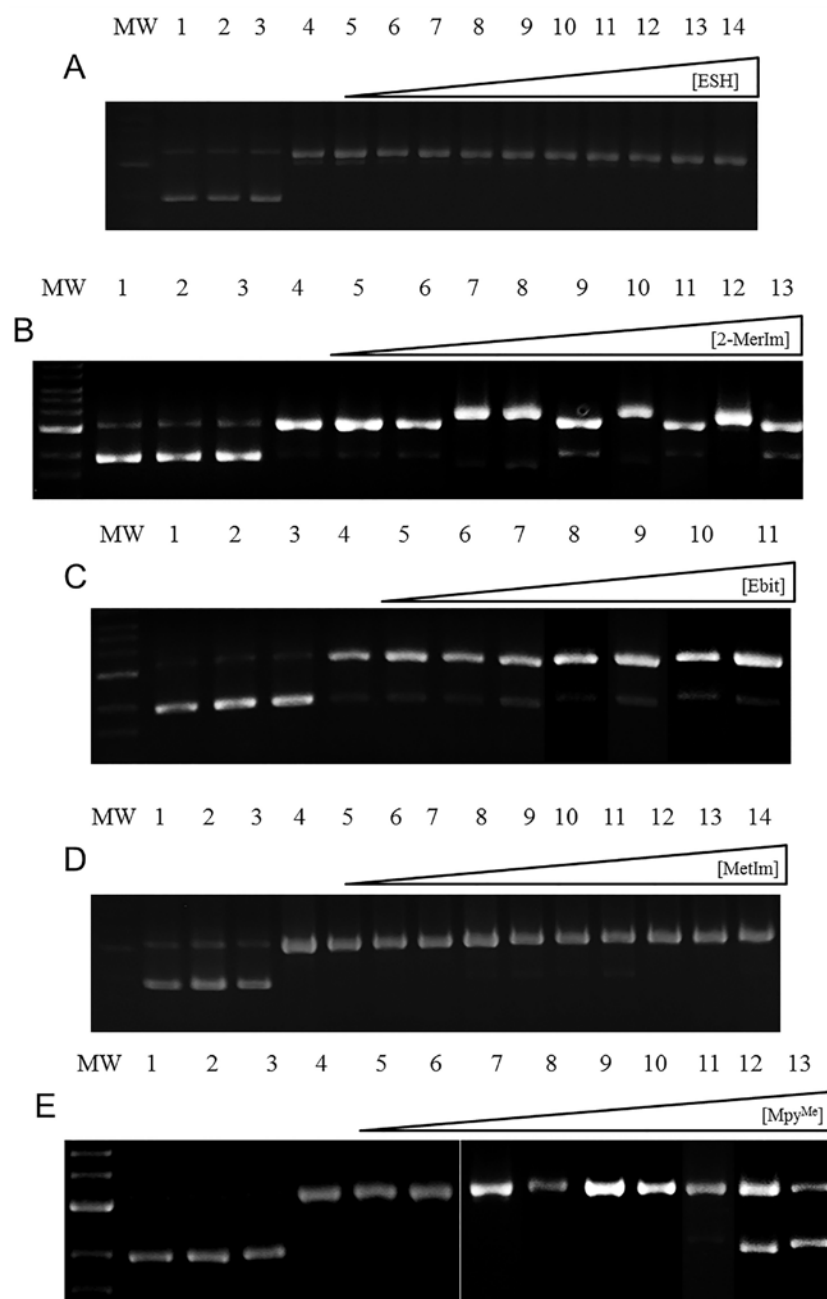 MW 1 2 3 4 5 6 7 8 9 10 11 12 13 14
A
[ESH]
MW 1 2 3 4 5 6 7 8 9 10 11 12 13
B
[2-MerIm]
MW 1 2 3 4 5 6 7 8 9 10 11
C
[Ebit]
MW 1 2 3 4 5 6 7 8 9 10 11 12 13 14
D
[MetIm]
MW 1 2 3 4 5 6 7 8 9 10 11 12 13
E
[Mpy^Me]